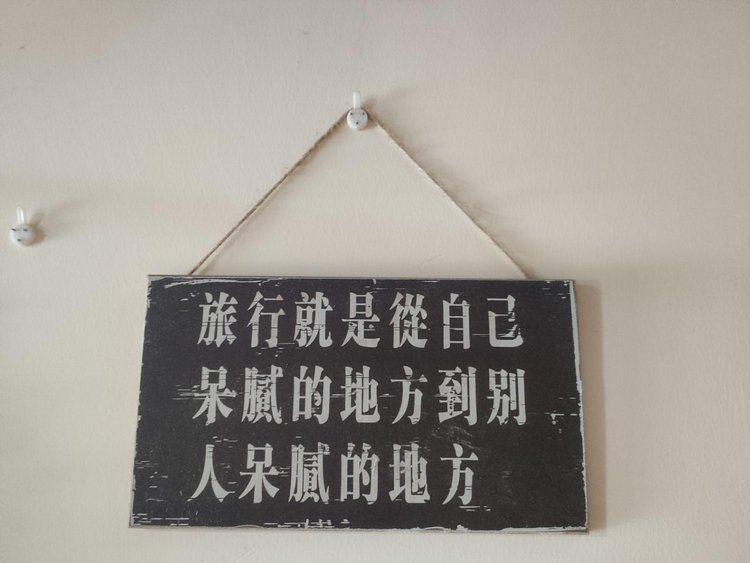 旅行就是從自己
呆膩的地方到别
人呆膩的地方